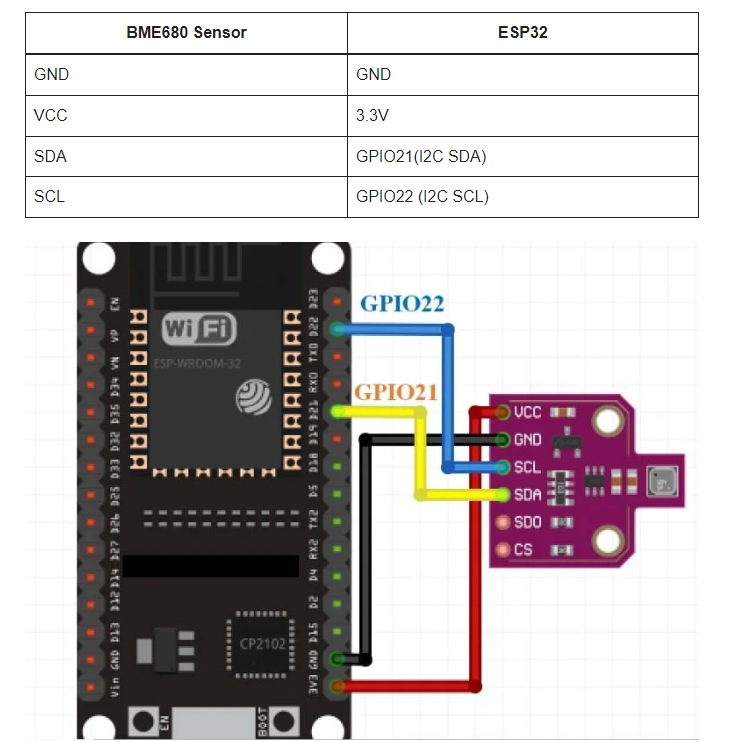 BME680 Sensor ESP32
GND GND
VCC 3.3V
SDA GPIO21(I2C SDA)
SCL GPIO22 (I2C SCL)
GPIO22
GPIO21
WiFi
ESP-WROOM-32
EN
VP
VN
D34
D35
D32
D33
D25
D26
D27
D14
D12
D13
GND
Vin
D23
D22
TX0
RX0
D21
D19
D18
D5
TX2
RX2
D4
D2
D15
GND
3V3
CP2102
EN
BOOT
VCC
GND
SCL
SDA
SDO
CS